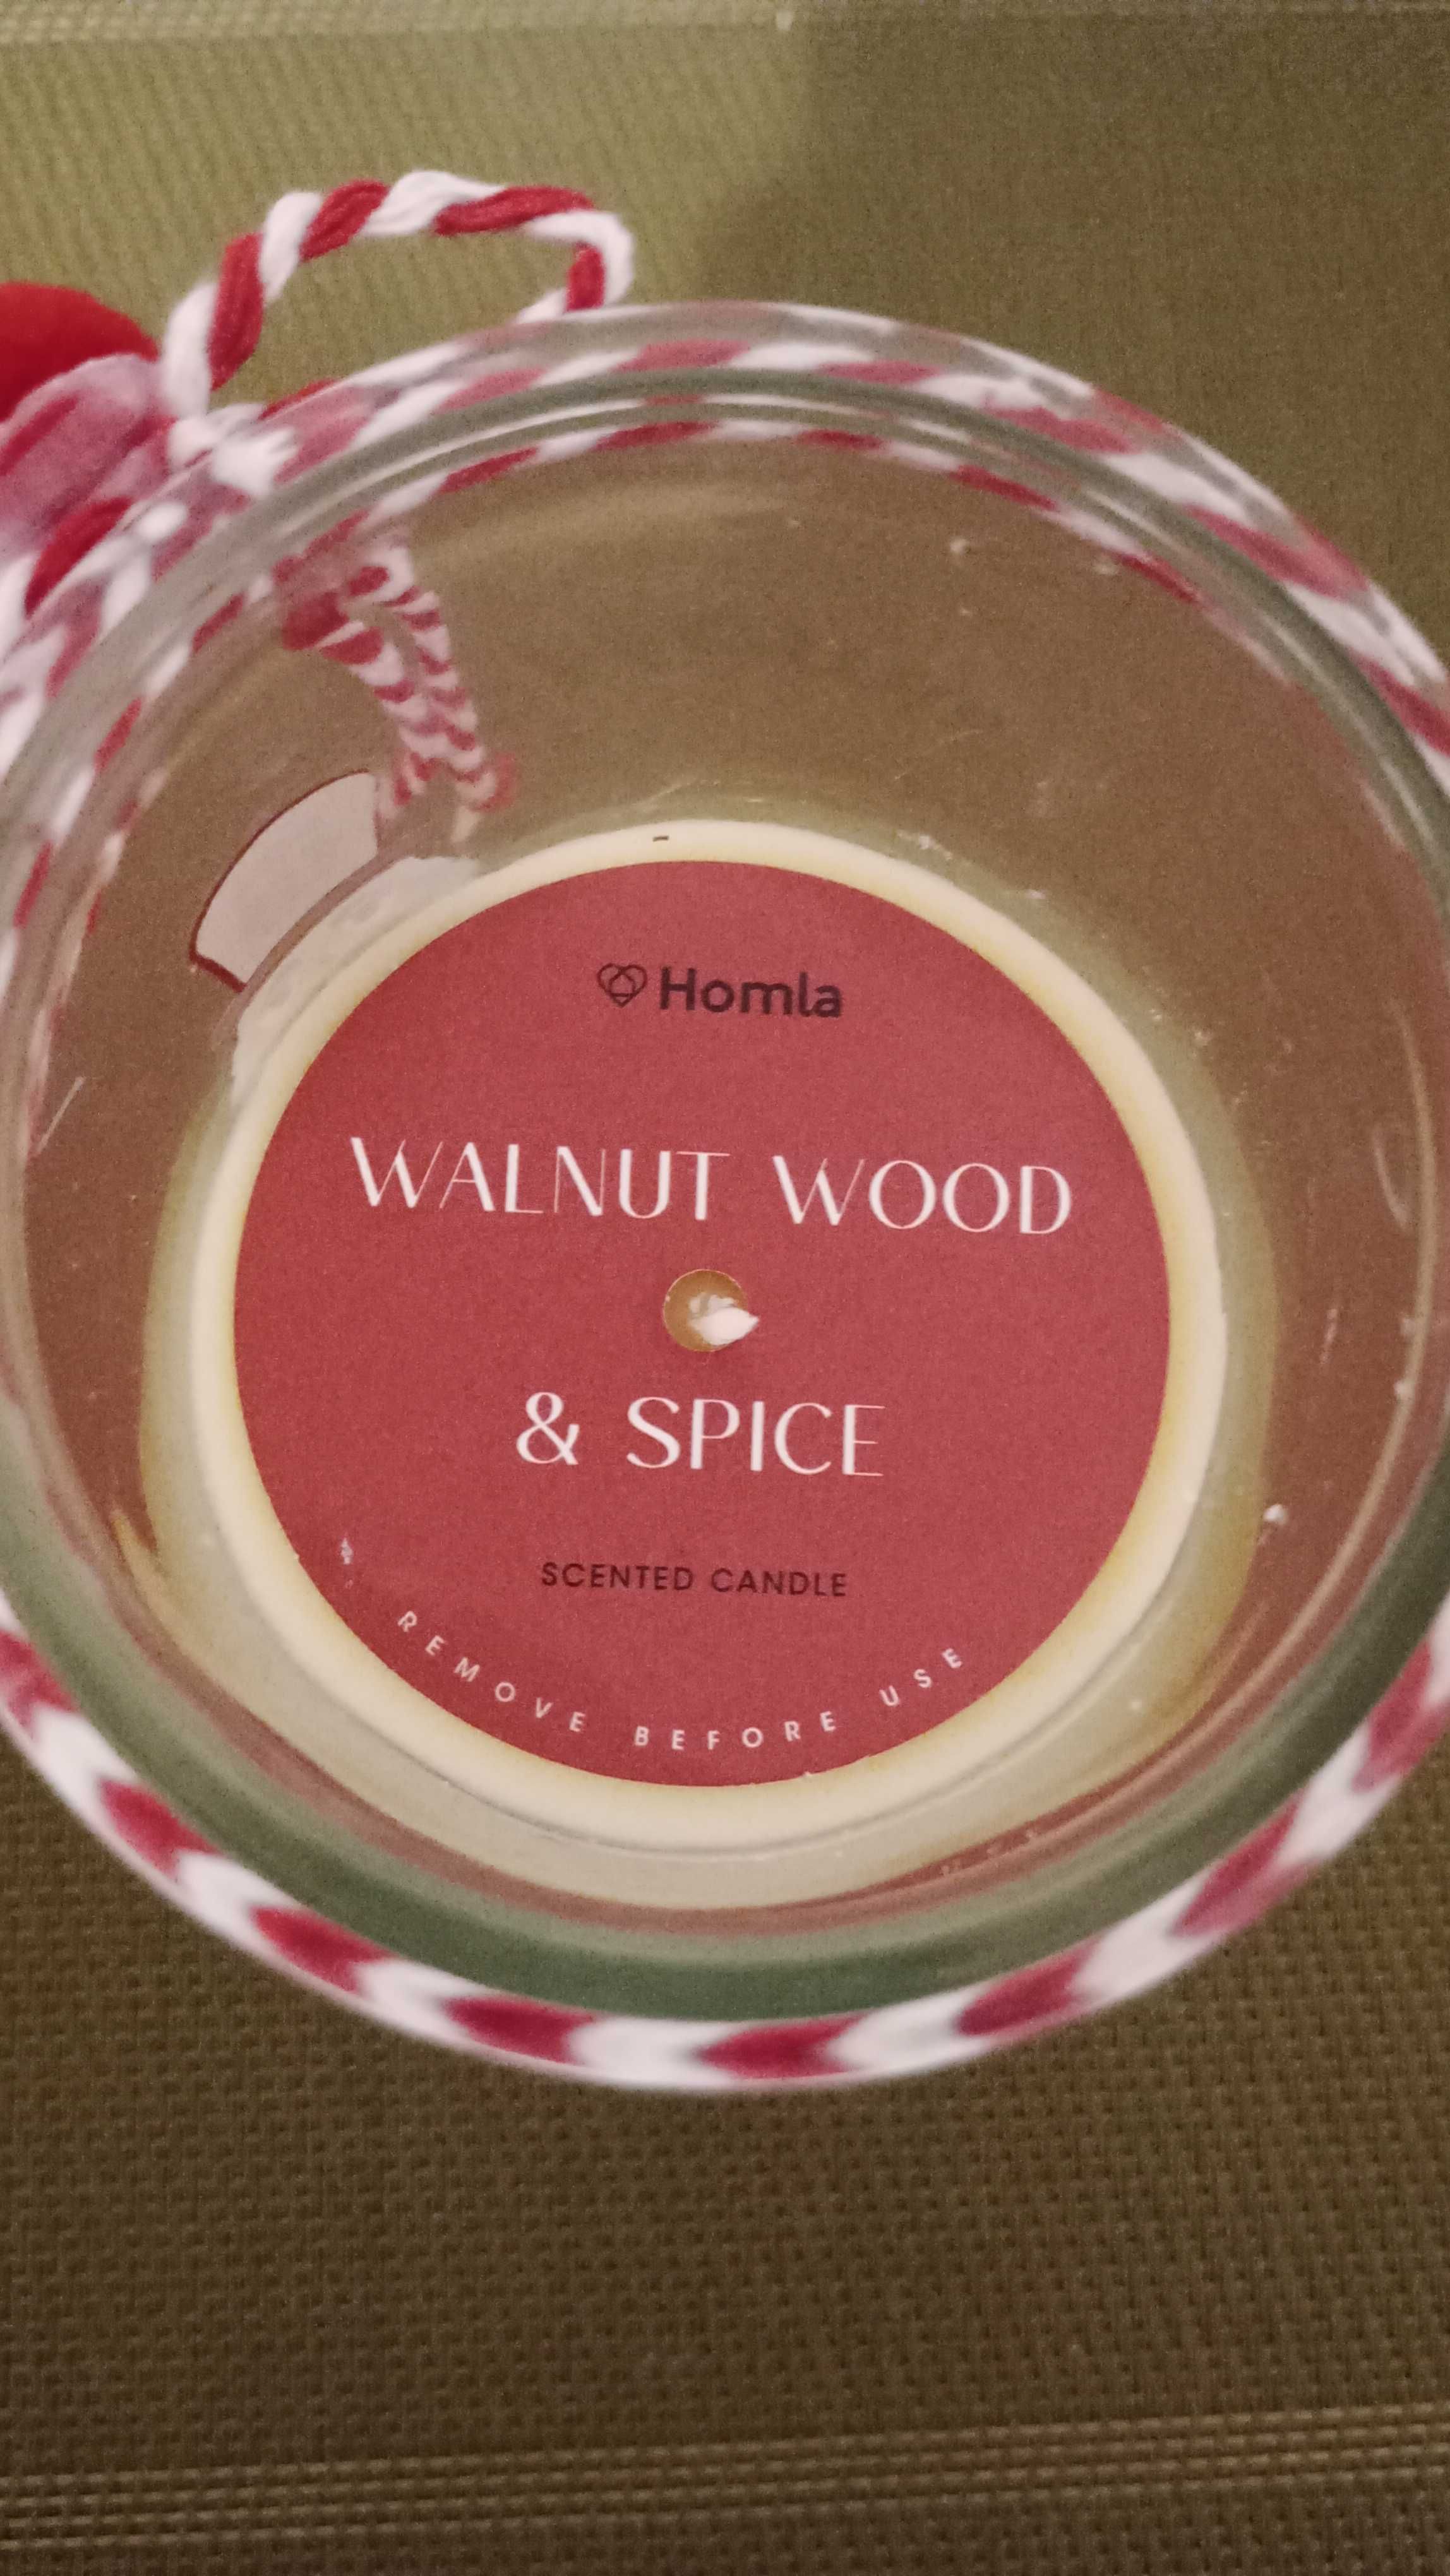 Homla
WALNUT WOOD
& SPICE
SCENTED CANDLE
REMOVE BEFORE USE